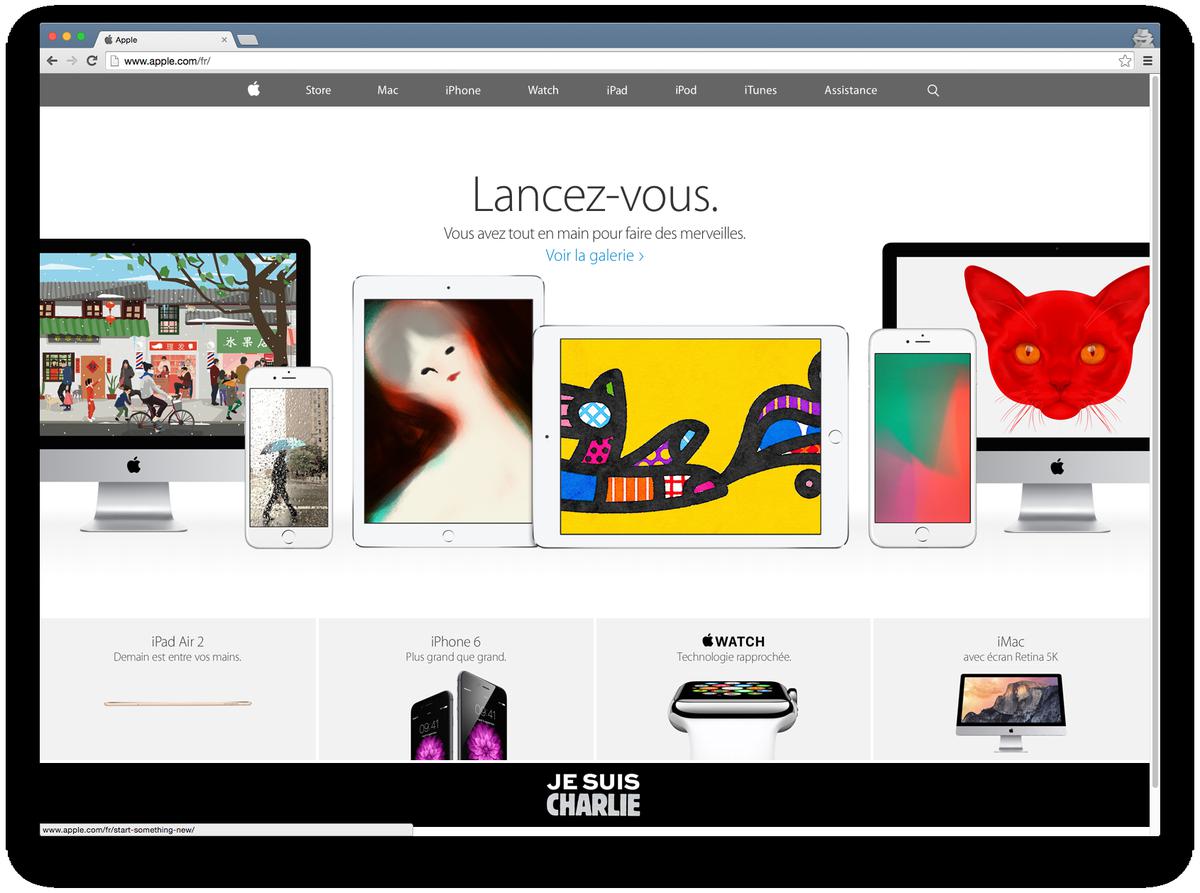 Apple
www.apple.com/fr/
Store Mac iPhone Watch iPad iPod iTunes Assistance
Lancez-vous.
Vous avez tout en main pour faire des merveilles.
Voir la galerie ›
理发
水果店
iPad Air 2
Demain est entre vos mains.
iPhone 6
Plus grand que grand.
09:41
09:41
WATCH
Technologie rapprochée.
iMac
avec écran Retina 5K
JE SUIS
CHARLIE
www.apple.com/fr/start-something-new/